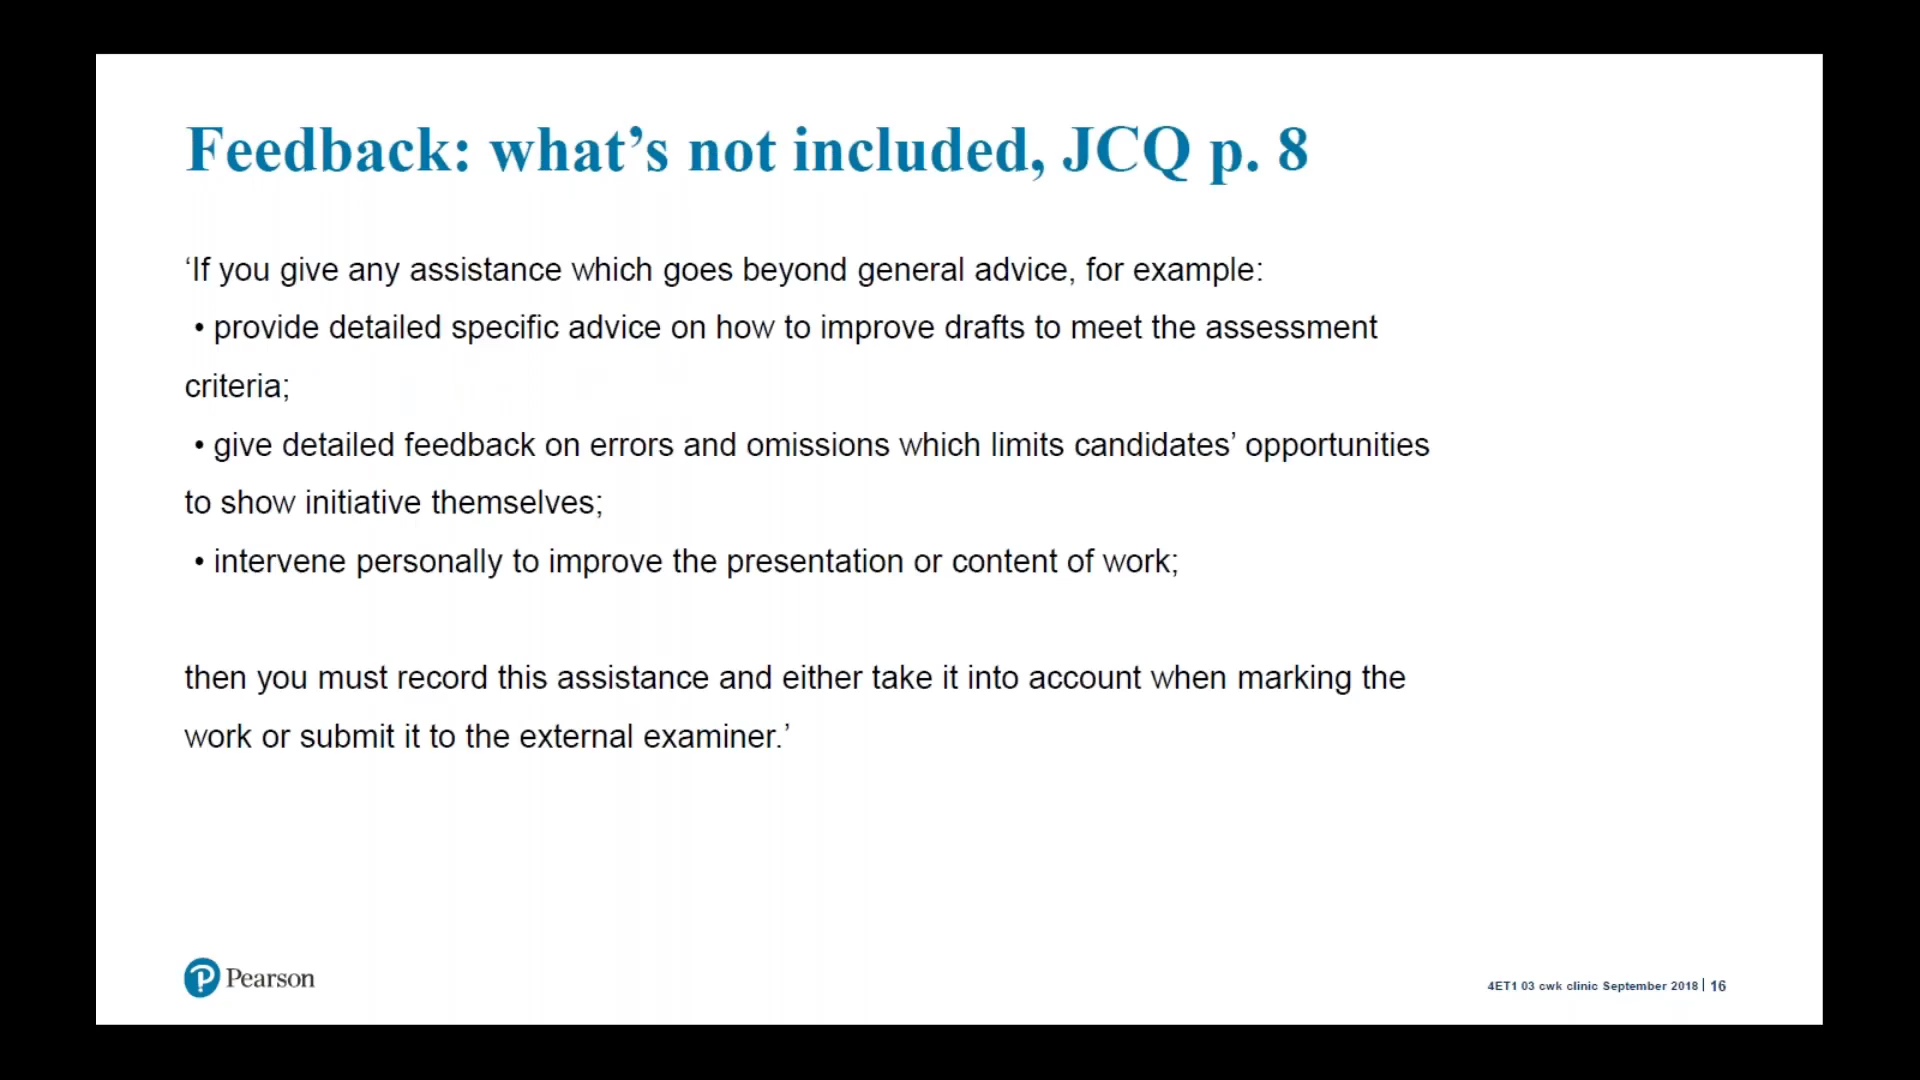 Feedback: what’s not included, JCQ p. 8
‘If you give any assistance which goes beyond general advice, for example:
• provide detailed specific advice on how to improve drafts to meet the assessment
criteria;
• give detailed feedback on errors and omissions which limits candidates’ opportunities
to show initiative themselves;
• intervene personally to improve the presentation or content of work;
then you must record this assistance and either take it into account when marking the
work or submit it to the external examiner.’
Pearson
4ET1 03 cwk clinic September 2018 | 16